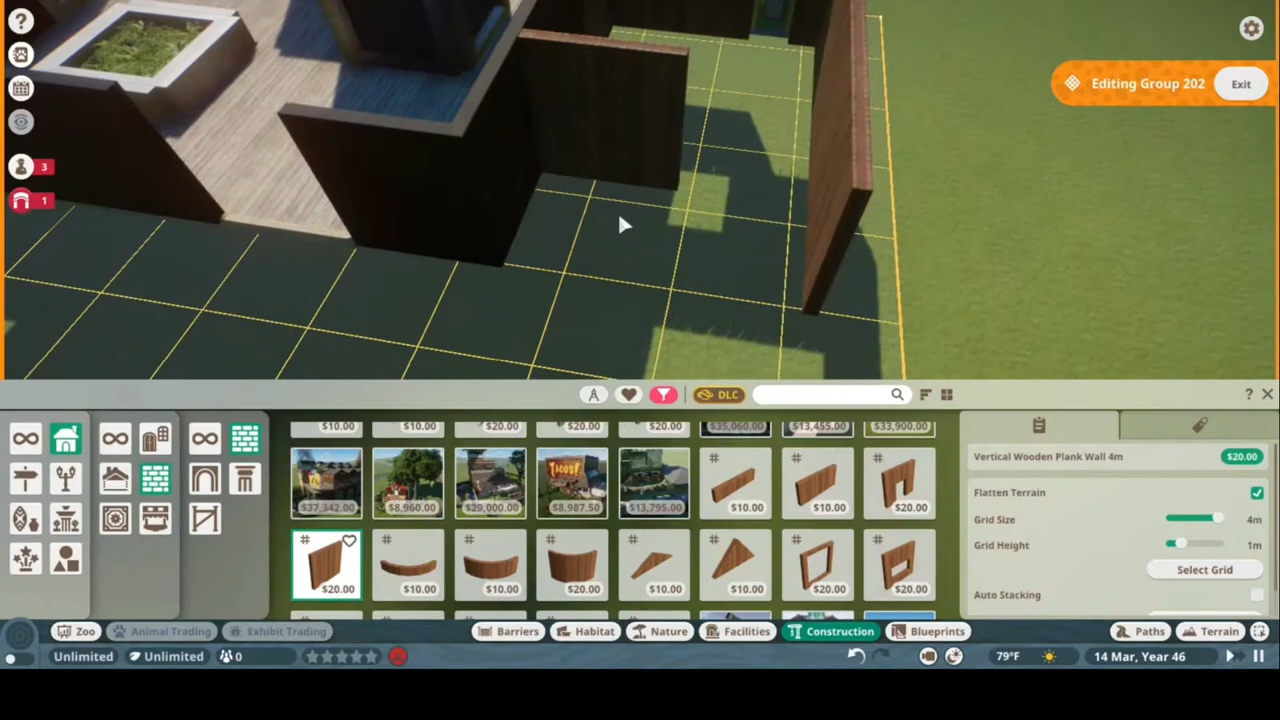 ?
Editing Group 202
Exit
3
1
DLC
?
$10.00
$10.00
$20.00
$20.00
$20.00
$35,060.00
$13,455.00
$33,900.00
$37,342.00
$8,960.00
$29,000.00
TACOS!
$8,987.50
$13,795.00
$10.00
$10.00
$20.00
$20.00
$10.00
$10.00
$20.00
$10.00
$10.00
$20.00
$20.00
Vertical Wooden Plank Wall 4m
$20.00
Flatten Terrain
Grid Size
4m
Grid Height
1m
Select Grid
Auto Stacking
Zoo
Animal Trading
Exhibit Trading
Barriers
Habitat
Nature
Facilities
Construction
Blueprints
Paths
Terrain
Unlimited
Unlimited
0
79°F
14 Mar, Year 46